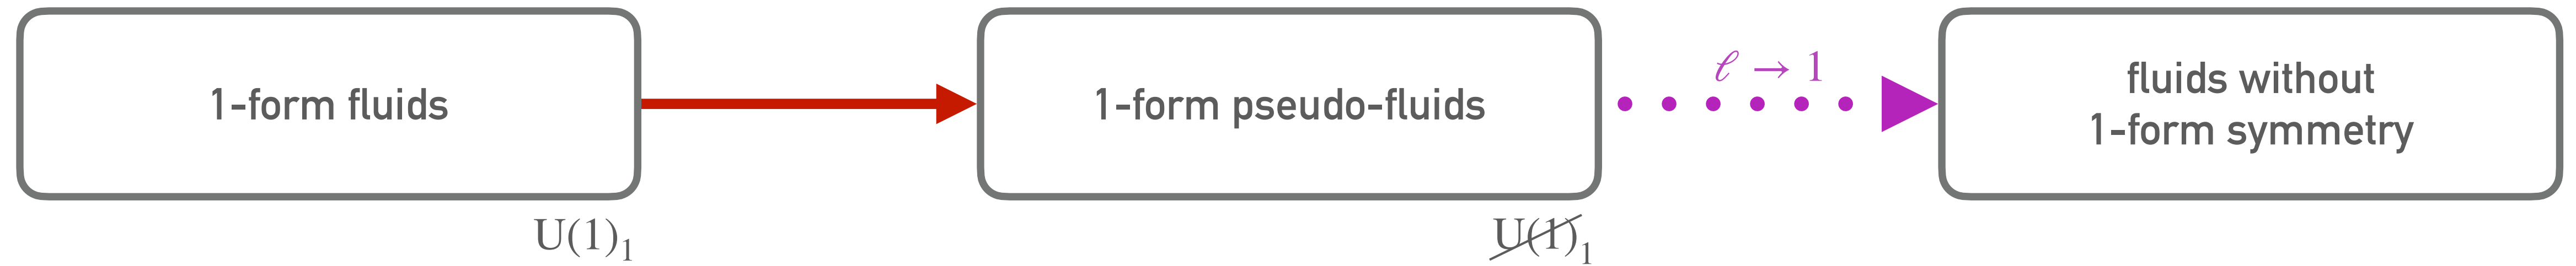 1-form fluids
1-form pseudo-fluids
ℓ → 1
fluids without
1-form symmetry
U(1)₁
U(1)₁